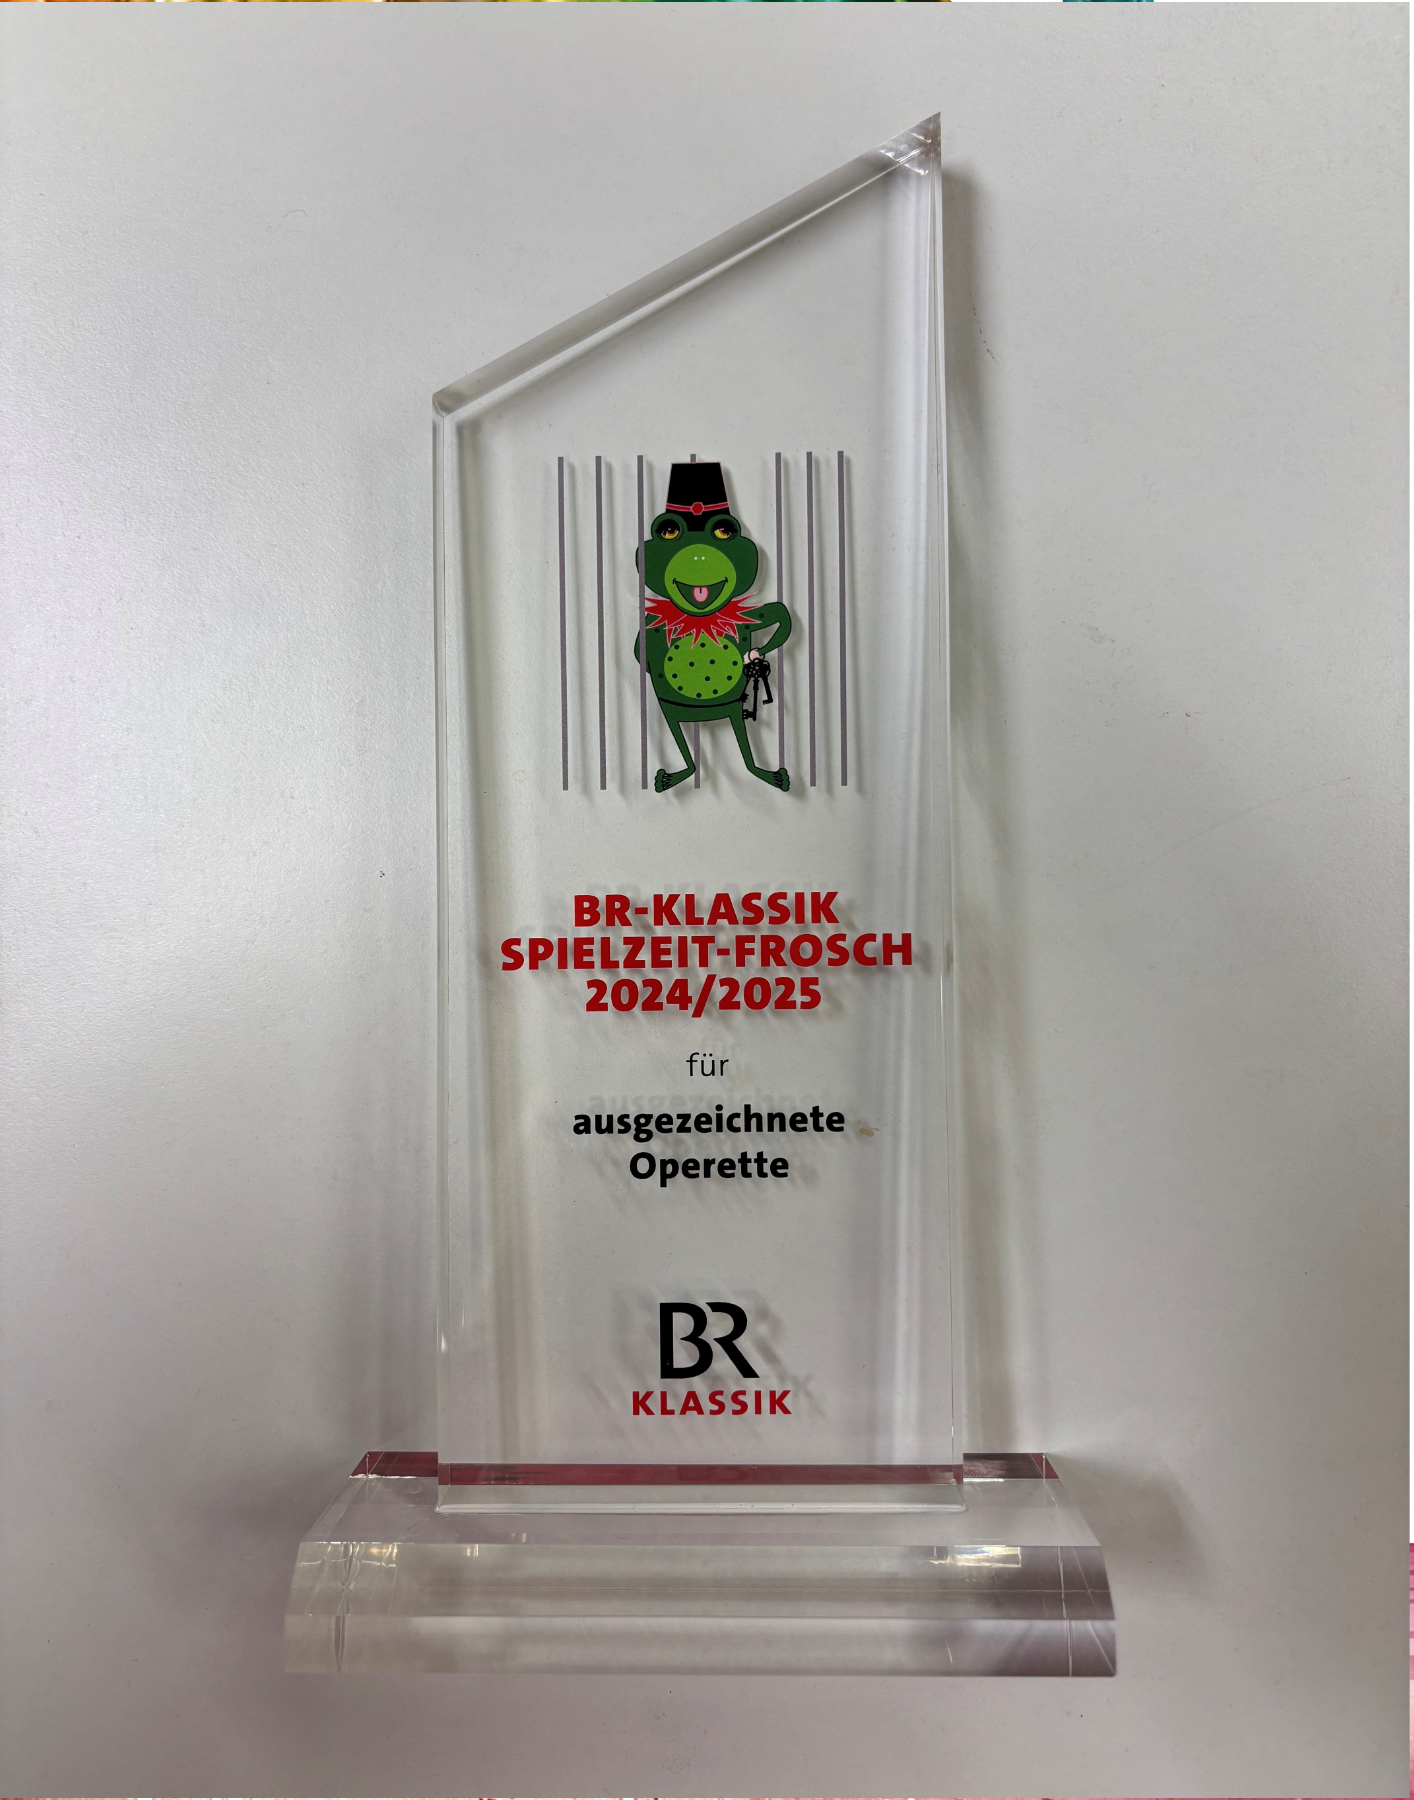 BR-KLASSIK
SPIELZEIT-FROSCH
2024/2025
für
ausgezeichnete
Operette
BR
KLASSIK